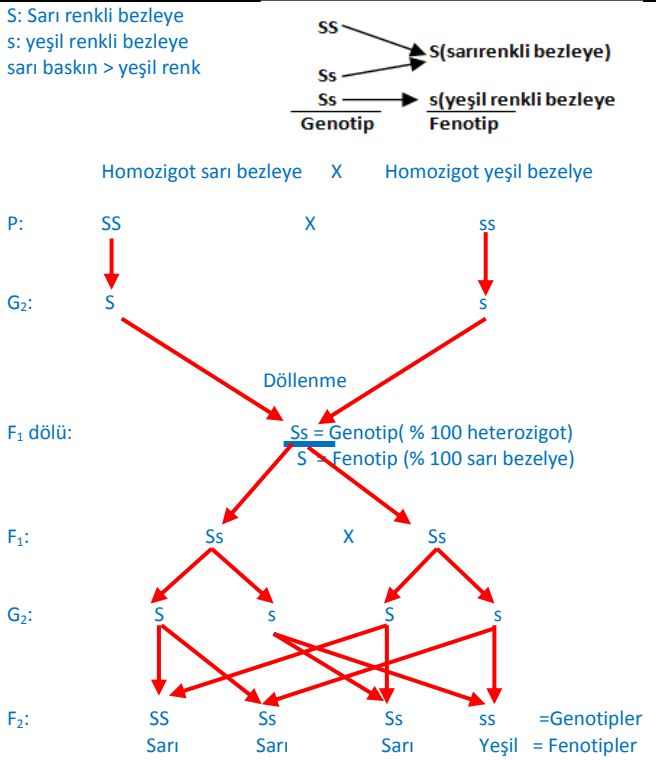 S: Sarı renkli bezleye
s: yeşil renkli bezleye
sarı baskın > yeşil renk
SS
S(sarırenkli bezleye)
Ss
Ss s(yeşil renkli bezleye
Genotip Fenotip
Homozigot sarı bezleye X Homozigot yeşil bezelye
P: SS X ss
G₂: S s
Döllenme
F₁ dölü: Ss = Genotip( % 100 heterozigot)
S = Fenotip (% 100 sarı bezelye)
F₁: Ss X Ss
G₂: S s S s
F₂: SS Ss Ss ss =Genotipler
Sarı Sarı Sarı Yeşil = Fenotipler